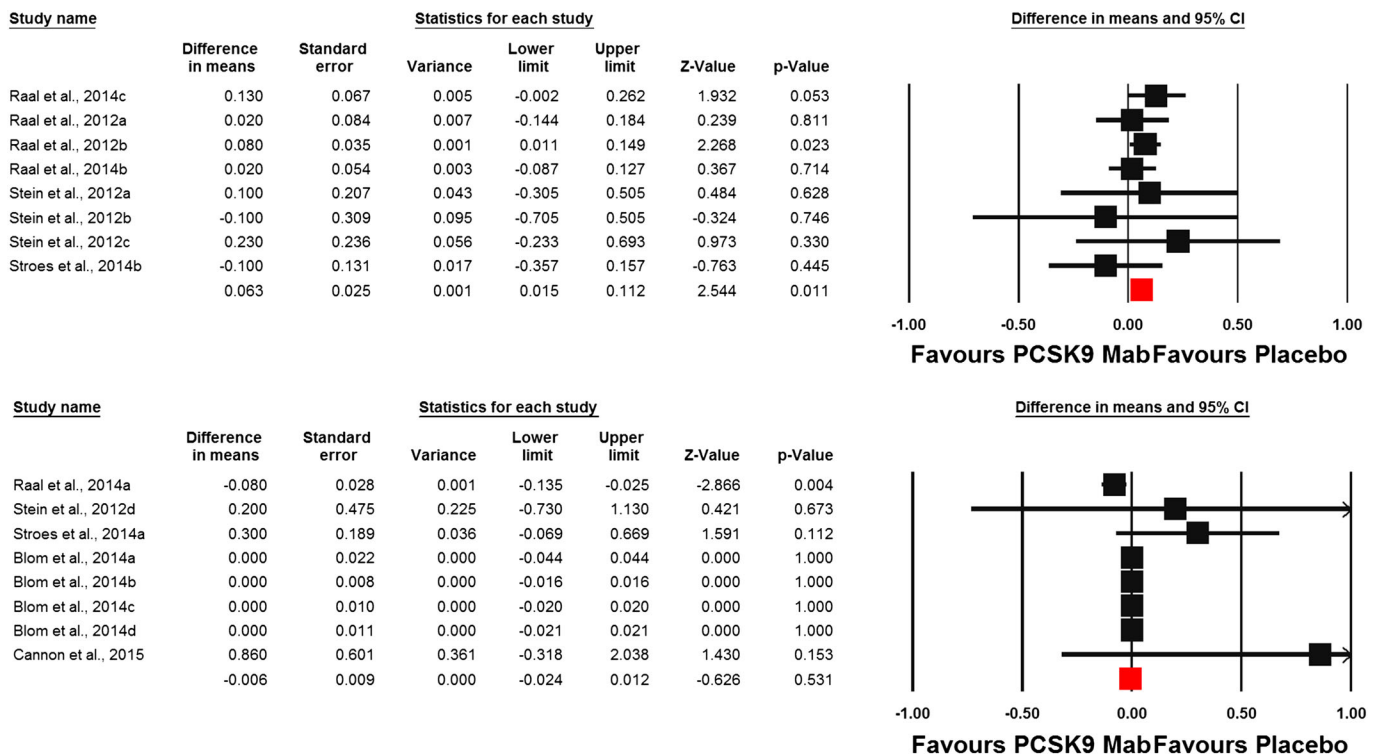 Study name Statistics for each study Difference in means and 95% CI
Difference Standard Lower Upper
in means error Variance limit limit Z-Value p-Value
Raal et al., 2014c 0.130 0.067 0.005 -0.002 0.262 1.932 0.053
Raal et al., 2012a 0.020 0.084 0.007 -0.144 0.184 0.239 0.811
Raal et al., 2012b 0.080 0.035 0.001 0.011 0.149 2.268 0.023
Raal et al., 2014b 0.020 0.054 0.003 -0.087 0.127 0.367 0.714
Stein et al., 2012a 0.100 0.207 0.043 -0.305 0.505 0.484 0.628
Stein et al., 2012b -0.100 0.309 0.095 -0.705 0.505 -0.324 0.746
Stein et al., 2012c 0.230 0.236 0.056 -0.233 0.693 0.973 0.330
Stroes et al., 2014b -0.100 0.131 0.017 -0.357 0.157 -0.763 0.445
0.063 0.025 0.001 0.015 0.112 2.544 0.011
-1.00 -0.50 0.00 0.50 1.00
Favours PCSK9 MabFavours Placebo
Study name Statistics for each study Difference in means and 95% CI
Difference Standard Lower Upper
in means error Variance limit limit Z-Value p-Value
Raal et al., 2014a -0.080 0.028 0.001 -0.135 -0.025 -2.866 0.004
Stein et al., 2012d 0.200 0.475 0.225 -0.730 1.130 0.421 0.673
Stroes et al., 2014a 0.300 0.189 0.036 -0.069 0.669 1.591 0.112
Blom et al., 2014a 0.000 0.022 0.000 -0.044 0.044 0.000 1.000
Blom et al., 2014b 0.000 0.008 0.000 -0.016 0.016 0.000 1.000
Blom et al., 2014c 0.000 0.010 0.000 -0.020 0.020 0.000 1.000
Blom et al., 2014d 0.000 0.011 0.000 -0.021 0.021 0.000 1.000
Cannon et al., 2015 0.860 0.601 0.361 -0.318 2.038 1.430 0.153
-0.006 0.009 0.000 -0.024 0.012 -0.626 0.531
-1.00 -0.50 0.00 0.50 1.00
Favours PCSK9 MabFavours Placebo